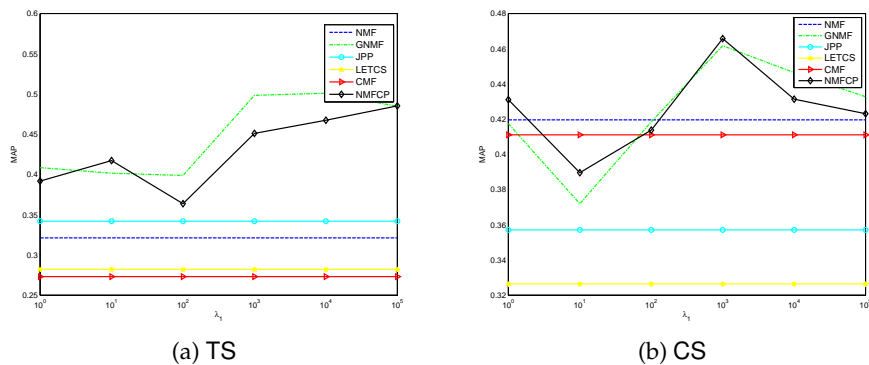 0.6
0.55
0.5
0.45
0.4
0.35
0.3
0.25
MAP
10^0
10^1
10^2
10^3
10^4
10^5
λ_1
NMF
GNMF
JPP
LETCS
CMF
NMFCP
(a) TS
0.48
0.46
0.44
0.42
0.4
0.38
0.36
0.34
0.32
MAP
10^0
10^1
10^2
10^3
10^4
λ_1
NMF
GNMF
JPP
LETCS
CMF
NMFCP
(b) CS